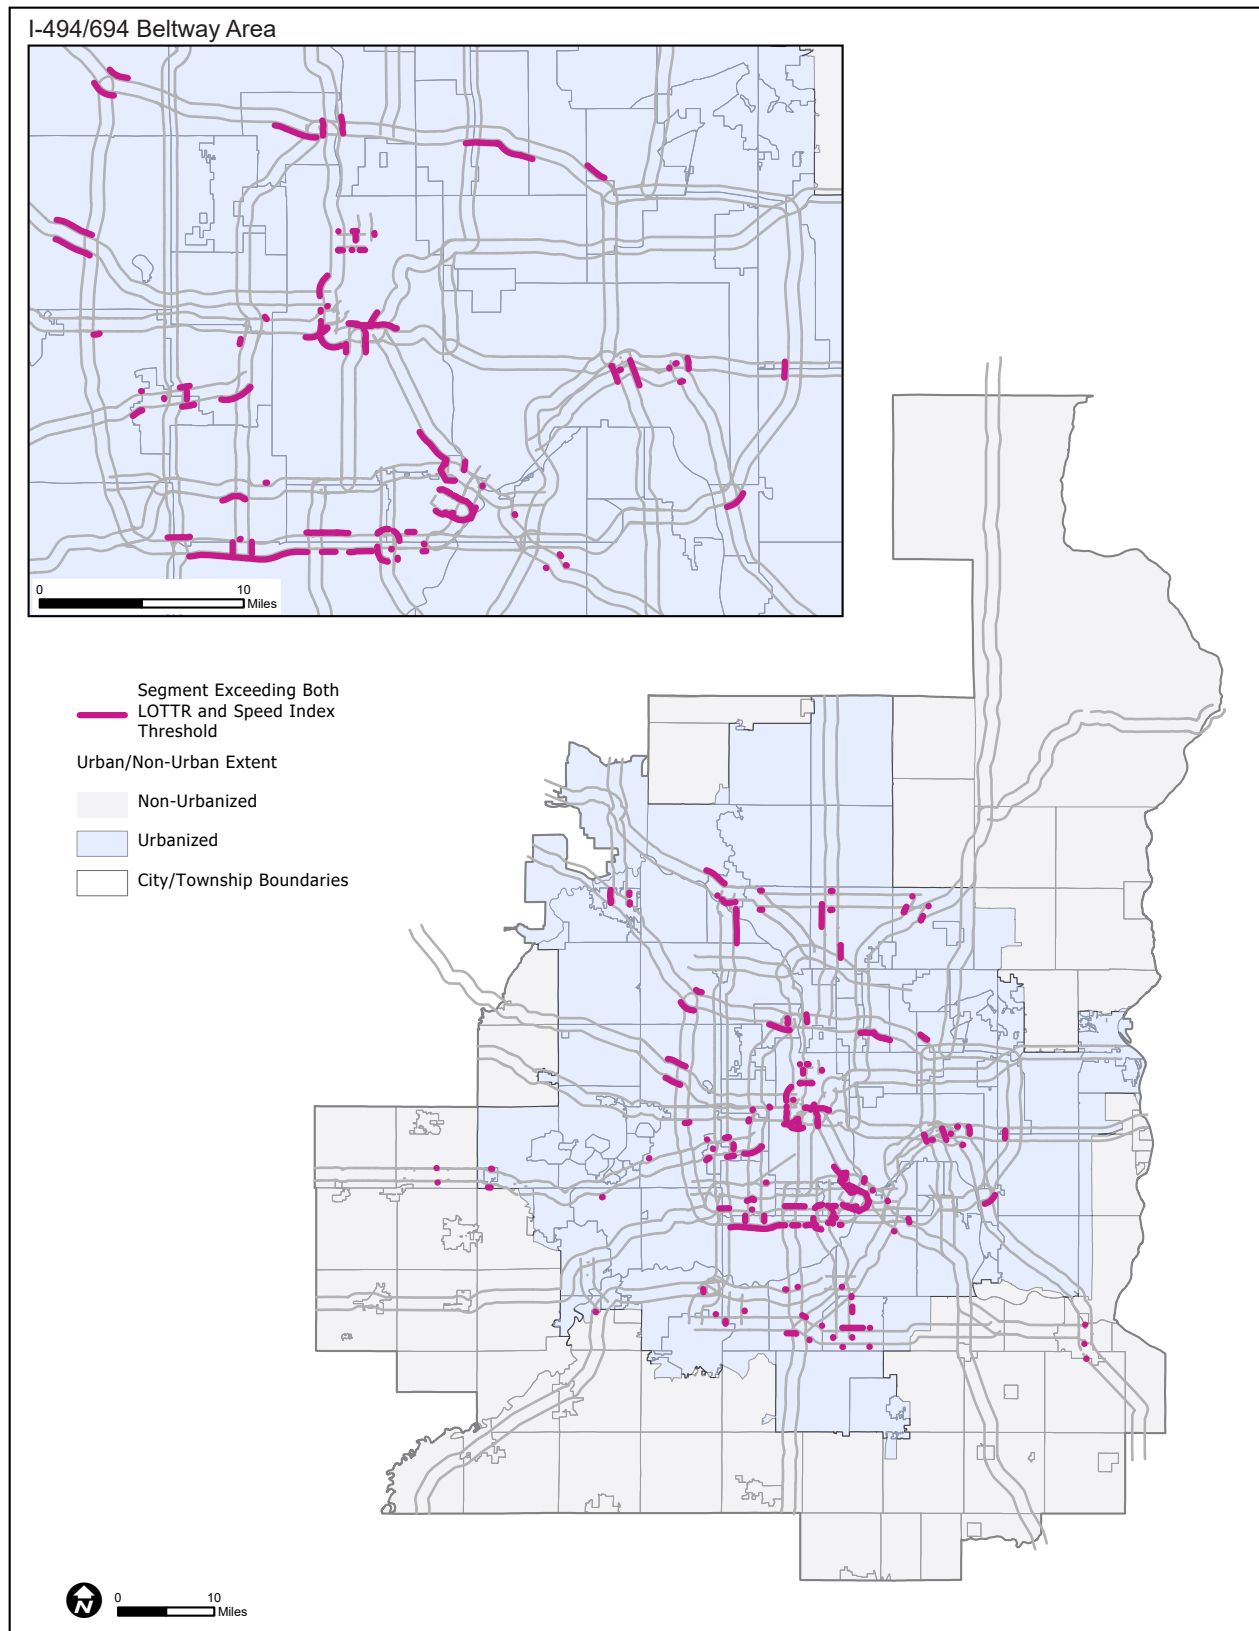 I-494/694 Beltway Area
0 10
Miles
Segment Exceeding Both
LOTTR and Speed Index
Threshold
Urban/Non-Urban Extent
Non-Urbanized
Urbanized
City/Township Boundaries
N
0 10
Miles